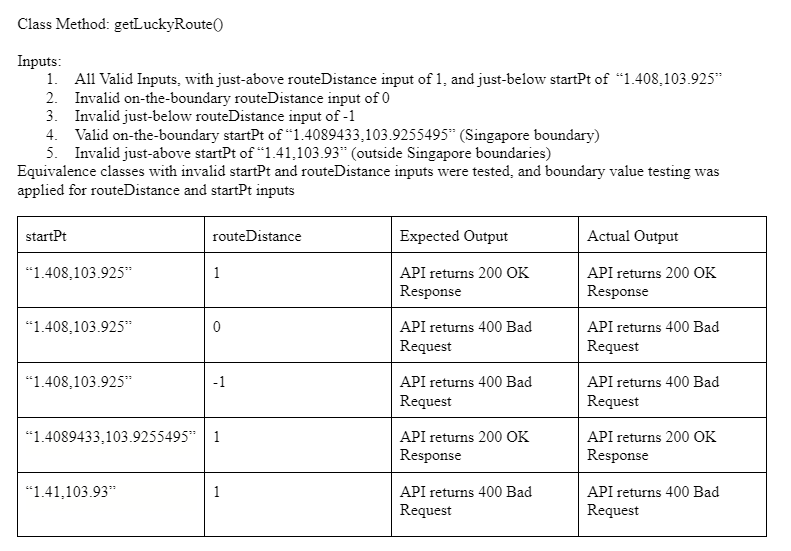 Class Method: getLuckyRoute()
Inputs:
1. All Valid Inputs, with just-above routeDistance input of 1, and just-below startPt of “1.408,103.925”
2. Invalid on-the-boundary routeDistance input of 0
3. Invalid just-below routeDistance input of -1
4. Valid on-the-boundary startPt of “1.4089433,103.9255495” (Singapore boundary)
5. Invalid just-above startPt of “1.41,103.93” (outside Singapore boundaries)
Equivalence classes with invalid startPt and routeDistance inputs were tested, and boundary value testing was
applied for routeDistance and startPt inputs
startPt routeDistance Expected Output Actual Output
“1.408,103.925” 1 API returns 200 OK API returns 200 OK
Response Response
“1.408,103.925” 0 API returns 400 Bad API returns 400 Bad
Request Request
“1.408,103.925” -1 API returns 400 Bad API returns 400 Bad
Request Request
“1.4089433,103.9255495” 1 API returns 200 OK API returns 200 OK
Response Response
“1.41,103.93” 1 API returns 400 Bad API returns 400 Bad
Request Request